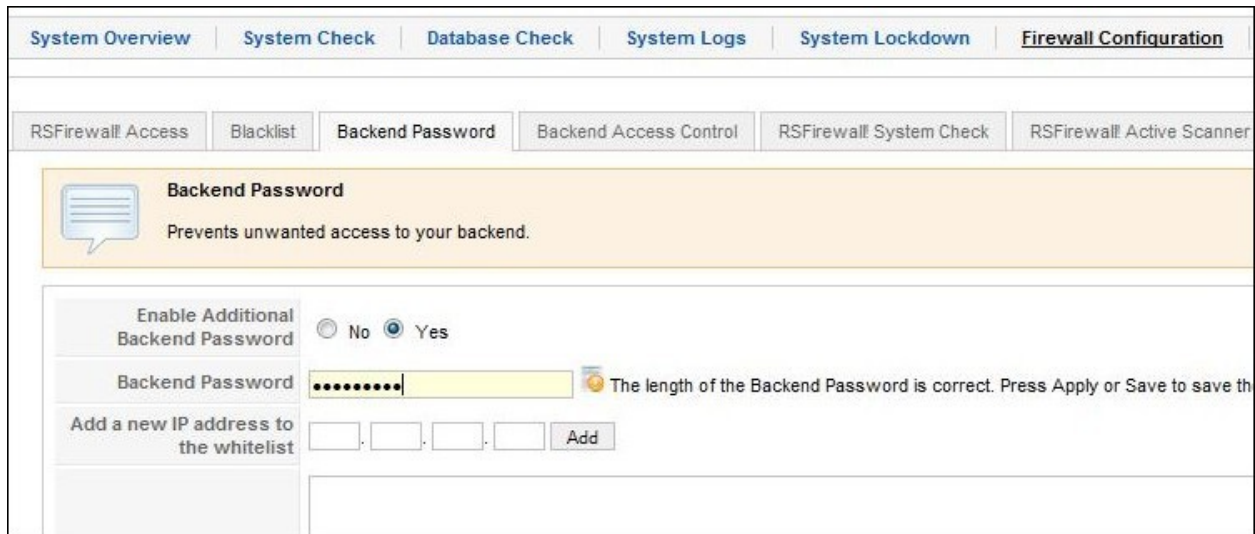 System Overview System Check Database Check System Logs System Lockdown Firewall Configuration
RSFirewall! Access Blacklist Backend Password Backend Access Control RSFirewall! System Check RSFirewall! Active Scanner
Backend Password
Prevents unwanted access to your backend.
Enable Additional
Backend Password
No Yes
Backend Password
•••••••••
The length of the Backend Password is correct. Press Apply or Save to save th
Add a new IP address to
the whitelist
. . . Add